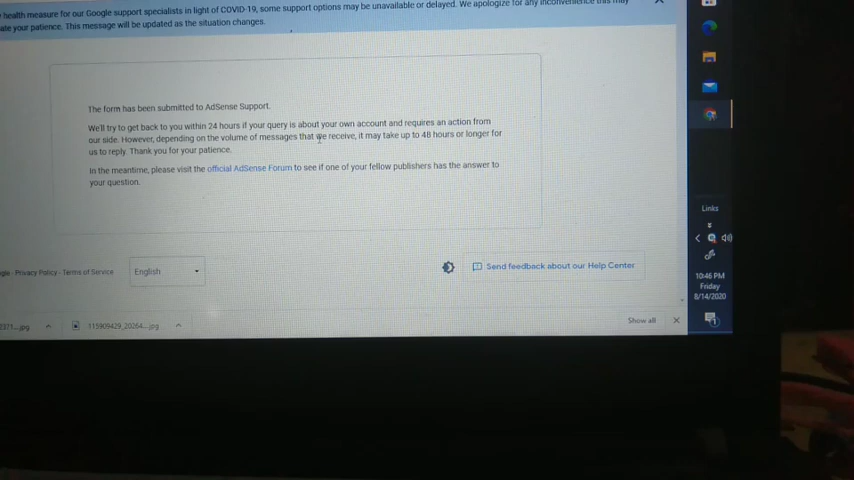 health measure for our Google support specialists in light of COVID-19, some support options may be unavailable or delayed. We apologize for any inconvenience this may
ate your patience. This message will be updated as the situation changes.
The form has been submitted to AdSense Support.
We'll try to get back to you within 24 hours if your query is about your own account and requires an action from
our side. However, depending on the volume of messages that we receive, it may take up to 48 hours or longer for
us to reply. Thank you for your patience.
In the meantime, please visit the official AdSense Forum to see if one of your fellow publishers has the answer to
your question.
gle · Privacy Policy · Terms of Service
English
Send feedback about our Help Center
Links
10:46 PM
Friday
8/14/2020
1
0371....jpg
115909429_20264....jpg
Show all